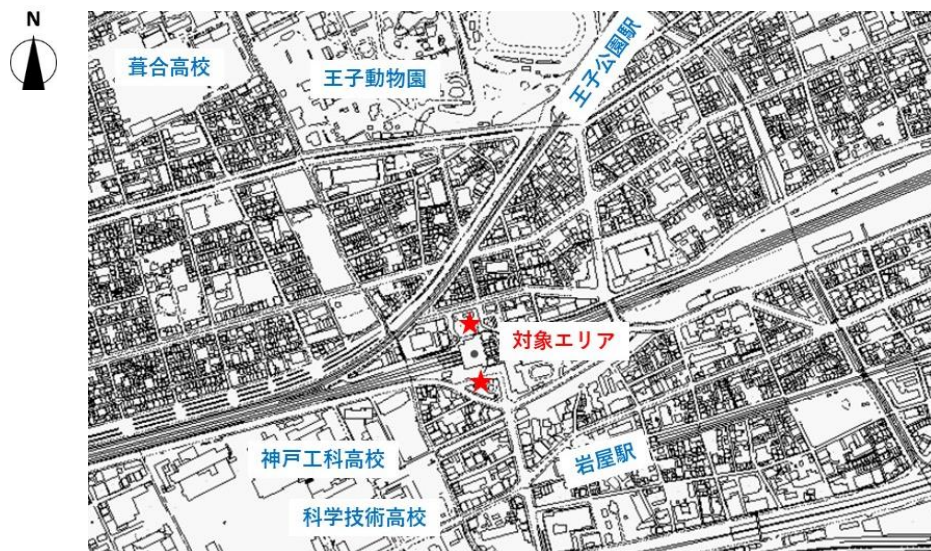 N
葺合高校
王子動物園
王子公園駅
対象エリア
神戸工科高校
岩屋駅
科学技術高校